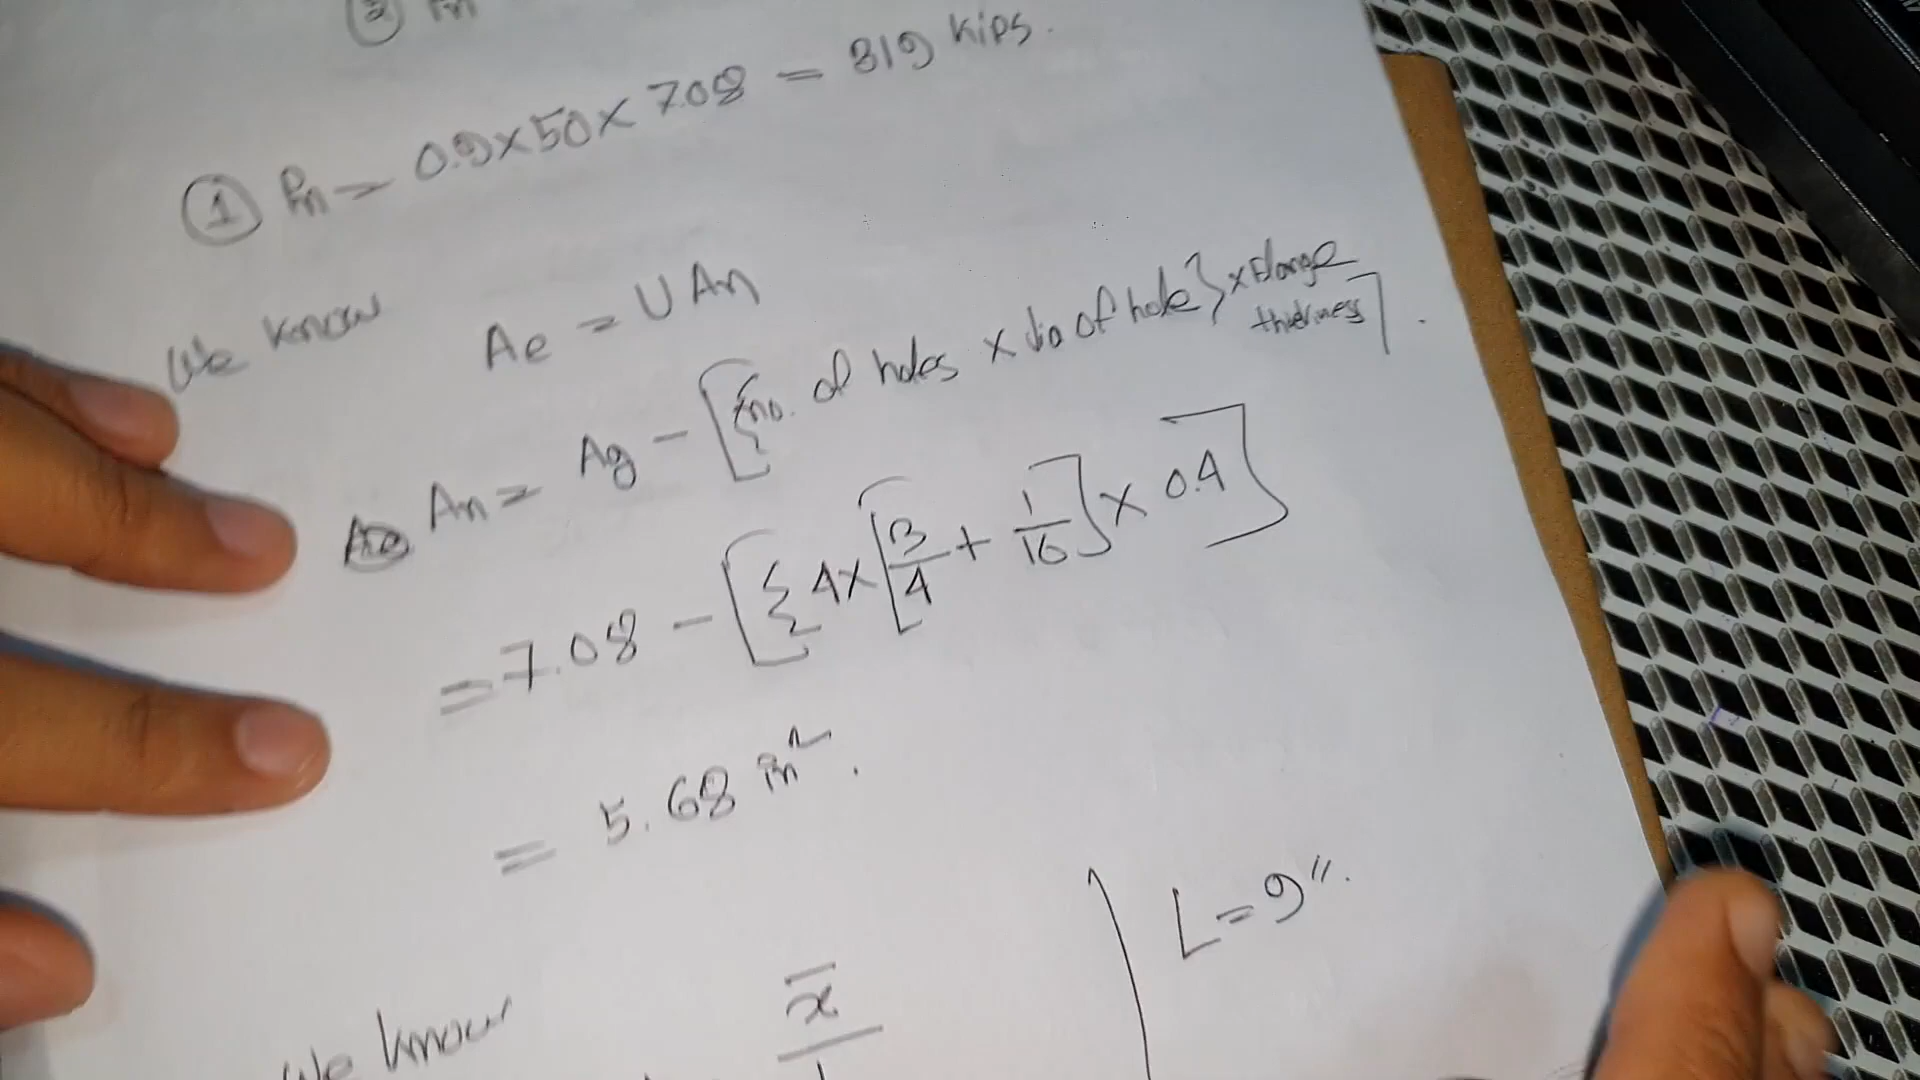 ② Pn
① Pn = 0.9×50×7.08 = 319 kips.
We know Ae = U An
An = Ag - [{no. of holes × dia of hole} × flange thickness].
= 7.08 - [{4×[3/4 + 1/16] × 0.4]
= 5.68 in².
L = 9".
We know x̄